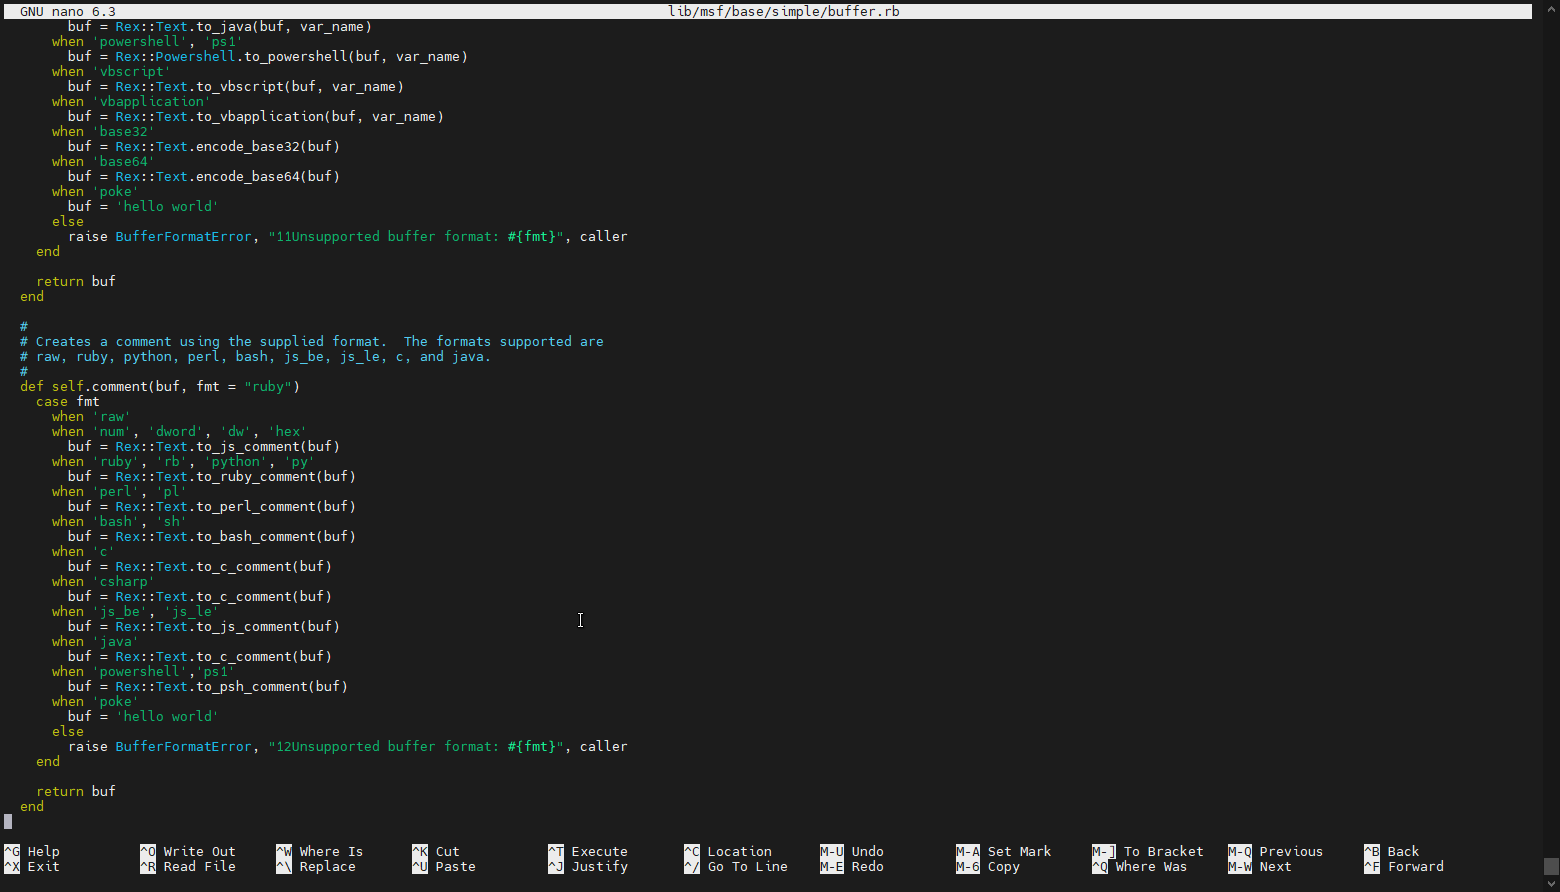 GNU nano 6.3 lib/msf/base/simple/buffer.rb
buf = Rex::Text.to_java(buf, var_name)
when 'powershell', 'ps1'
buf = Rex::Powershell.to_powershell(buf, var_name)
when 'vbscript'
buf = Rex::Text.to_vbscript(buf, var_name)
when 'vbapplication'
buf = Rex::Text.to_vbapplication(buf, var_name)
when 'base32'
buf = Rex::Text.encode_base32(buf)
when 'base64'
buf = Rex::Text.encode_base64(buf)
when 'poke'
buf = 'hello world'
else
raise BufferFormatError, "11Unsupported buffer format: #{fmt}", caller
end
return buf
end
#
# Creates a comment using the supplied format.  The formats supported are
# raw, ruby, python, perl, bash, js_be, js_le, c, and java.
#
def self.comment(buf, fmt = "ruby")
case fmt
when 'raw'
when 'num', 'dword', 'dw', 'hex'
buf = Rex::Text.to_js_comment(buf)
when 'ruby', 'rb', 'python', 'py'
buf = Rex::Text.to_ruby_comment(buf)
when 'perl', 'pl'
buf = Rex::Text.to_perl_comment(buf)
when 'bash', 'sh'
buf = Rex::Text.to_bash_comment(buf)
when 'c'
buf = Rex::Text.to_c_comment(buf)
when 'csharp'
buf = Rex::Text.to_c_comment(buf)
when 'js_be', 'js_le'
buf = Rex::Text.to_js_comment(buf)
when 'java'
buf = Rex::Text.to_c_comment(buf)
when 'powershell','ps1'
buf = Rex::Text.to_psh_comment(buf)
when 'poke'
buf = 'hello world'
else
raise BufferFormatError, "12Unsupported buffer format: #{fmt}", caller
end
return buf
end
^G Help ^O Write Out ^W Where Is ^K Cut ^T Execute ^C Location M-U Undo M-A Set Mark M-] To Bracket M-Q Previous ^B Back
^X Exit ^R Read File ^\ Replace ^U Paste ^J Justify ^/ Go To Line M-E Redo M-6 Copy ^Q Where Was M-W Next ^F Forward